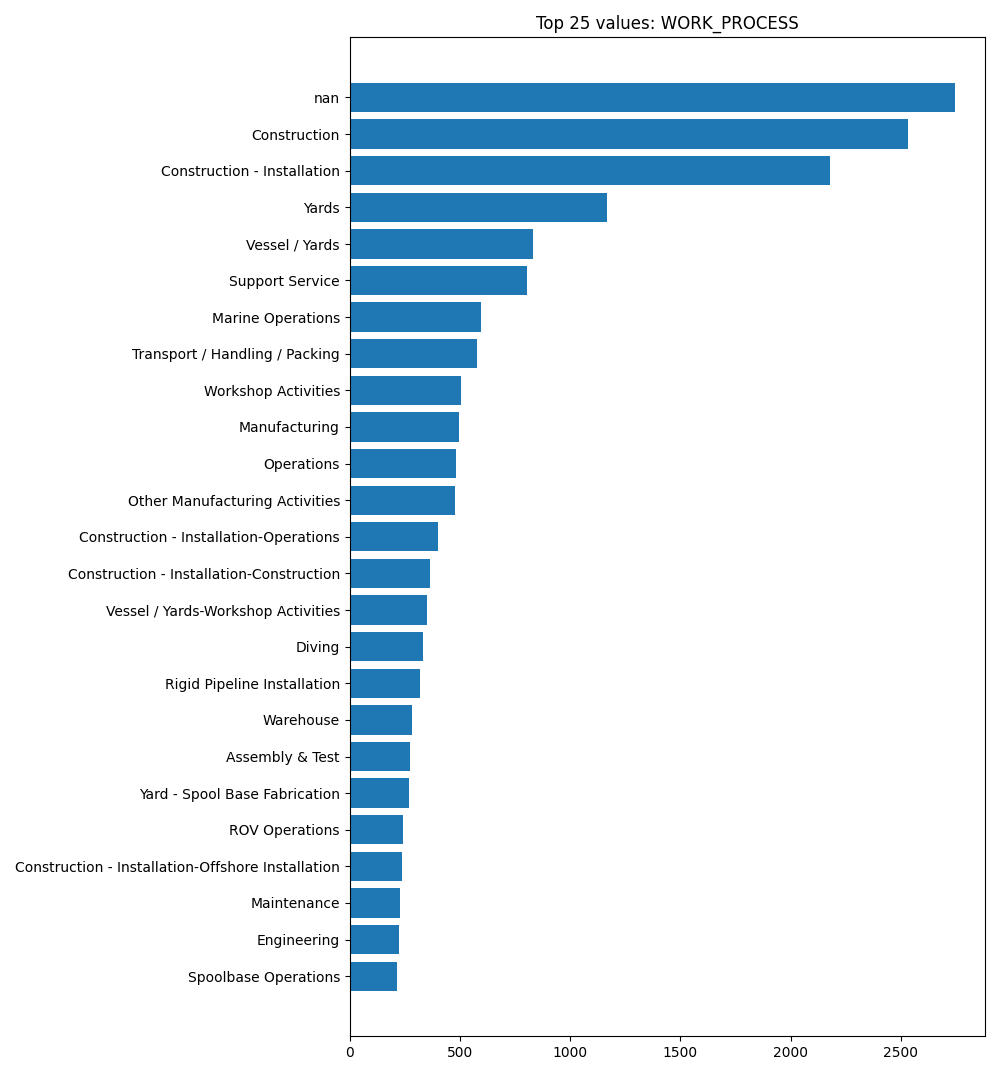 Top 25 values: WORK_PROCESS
nan
Construction
Construction - Installation
Yards
Vessel / Yards
Support Service
Marine Operations
Transport / Handling / Packing
Workshop Activities
Manufacturing
Operations
Other Manufacturing Activities
Construction - Installation-Operations
Construction - Installation-Construction
Vessel / Yards-Workshop Activities
Diving
Rigid Pipeline Installation
Warehouse
Assembly & Test
Yard - Spool Base Fabrication
ROV Operations
Construction - Installation-Offshore Installation
Maintenance
Engineering
Spoolbase Operations
0 500 1000 1500 2000 2500